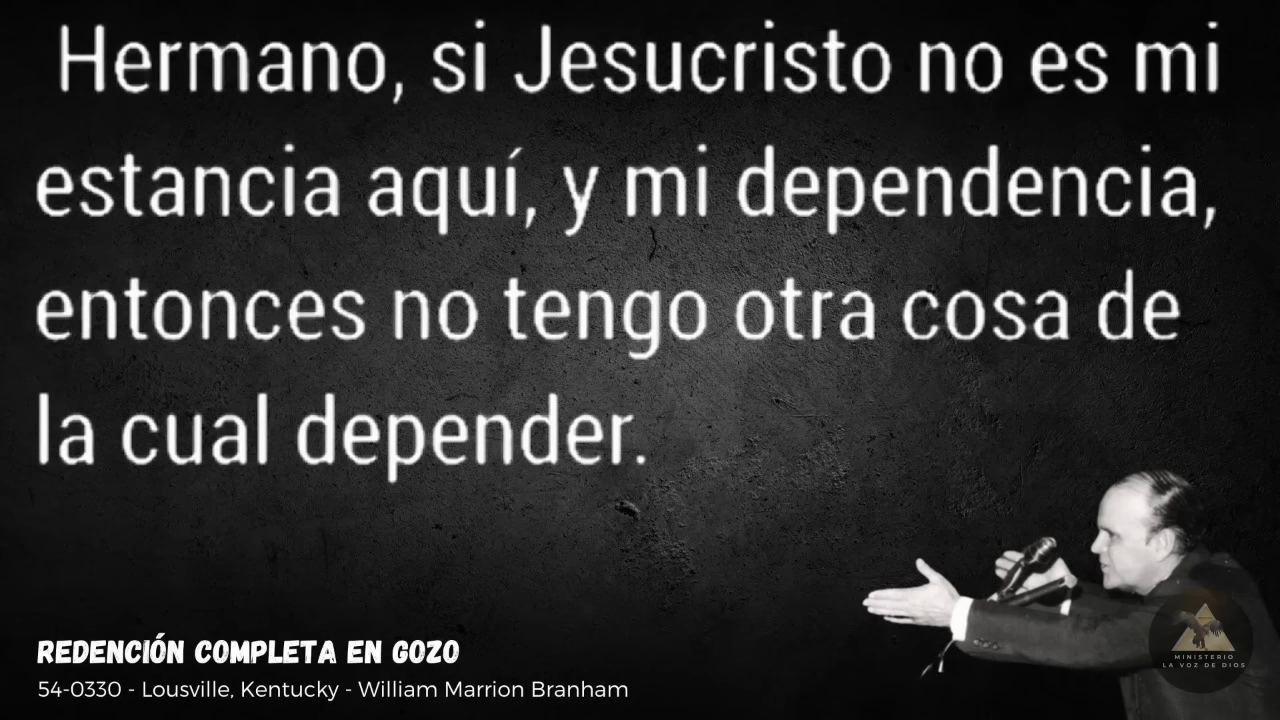 Hermano, si Jesucristo no es mi
estancia aquí, y mi dependencia,
entonces no tengo otra cosa de
la cual depender.
REDENCIÓN COMPLETA EN GOZO
54-0330 - Lousville, Kentucky - William Marrion Branham
MINISTERIO
LA VOZ DE DIOS